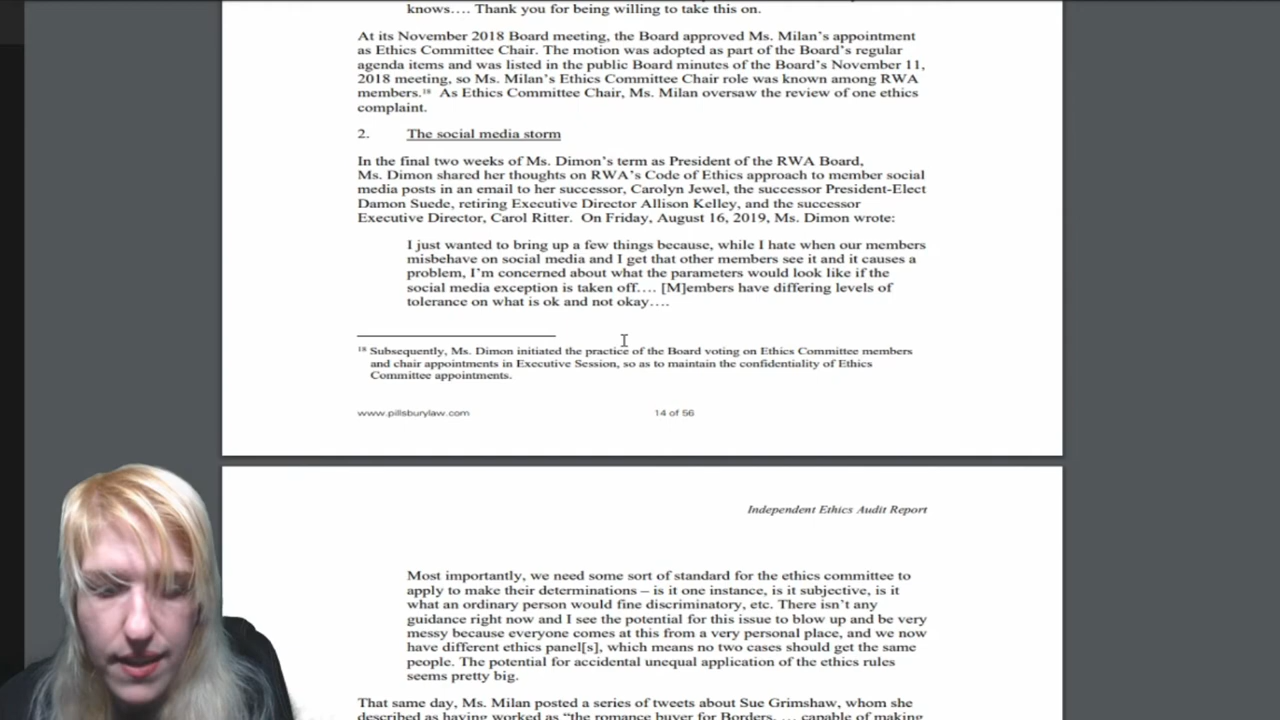 knows…. Thank you for being willing to take this on.
At its November 2018 Board meeting, the Board approved Ms. Milan’s appointment
as Ethics Committee Chair. The motion was adopted as part of the Board’s regular
agenda items and was listed in the public Board minutes of the Board’s November 11,
2018 meeting, so Ms. Milan’s Ethics Committee Chair role was known among RWA
members.¹⁸ As Ethics Committee Chair, Ms. Milan oversaw the review of one ethics
complaint.
2. The social media storm
In the final two weeks of Ms. Dimon’s term as President of the RWA Board,
Ms. Dimon shared her thoughts on RWA’s Code of Ethics approach to member social
media posts in an email to her successor, Carolyn Jewel, the successor President-Elect
Damon Suede, retiring Executive Director Allison Kelley, and the successor
Executive Director, Carol Ritter. On Friday, August 16, 2019, Ms. Dimon wrote:
I just wanted to bring up a few things because, while I hate when our members
misbehave on social media and I get that other members see it and it causes a
problem, I’m concerned about what the parameters would look like if the
social media exception is taken off…. [M]embers have differing levels of
tolerance on what is ok and not okay….
¹⁸ Subsequently, Ms. Dimon initiated the practice of the Board voting on Ethics Committee members
and chair appointments in Executive Session, so as to maintain the confidentiality of Ethics
Committee appointments.
www.pillsburylaw.com 14 of 56
Independent Ethics Audit Report
Most importantly, we need some sort of standard for the ethics committee to
apply to make their determinations – is it one instance, is it subjective, is it
what an ordinary person would fine discriminatory, etc. There isn’t any
guidance right now and I see the potential for this issue to blow up and be very
messy because everyone comes at this from a very personal place, and we now
have different ethics panel[s], which means no two cases should get the same
people. The potential for accidental unequal application of the ethics rules
seems pretty big.
That same day, Ms. Milan posted a series of tweets about Sue Grimshaw, whom she
described as having worked as “the romance buyer for Borders, … capable of making